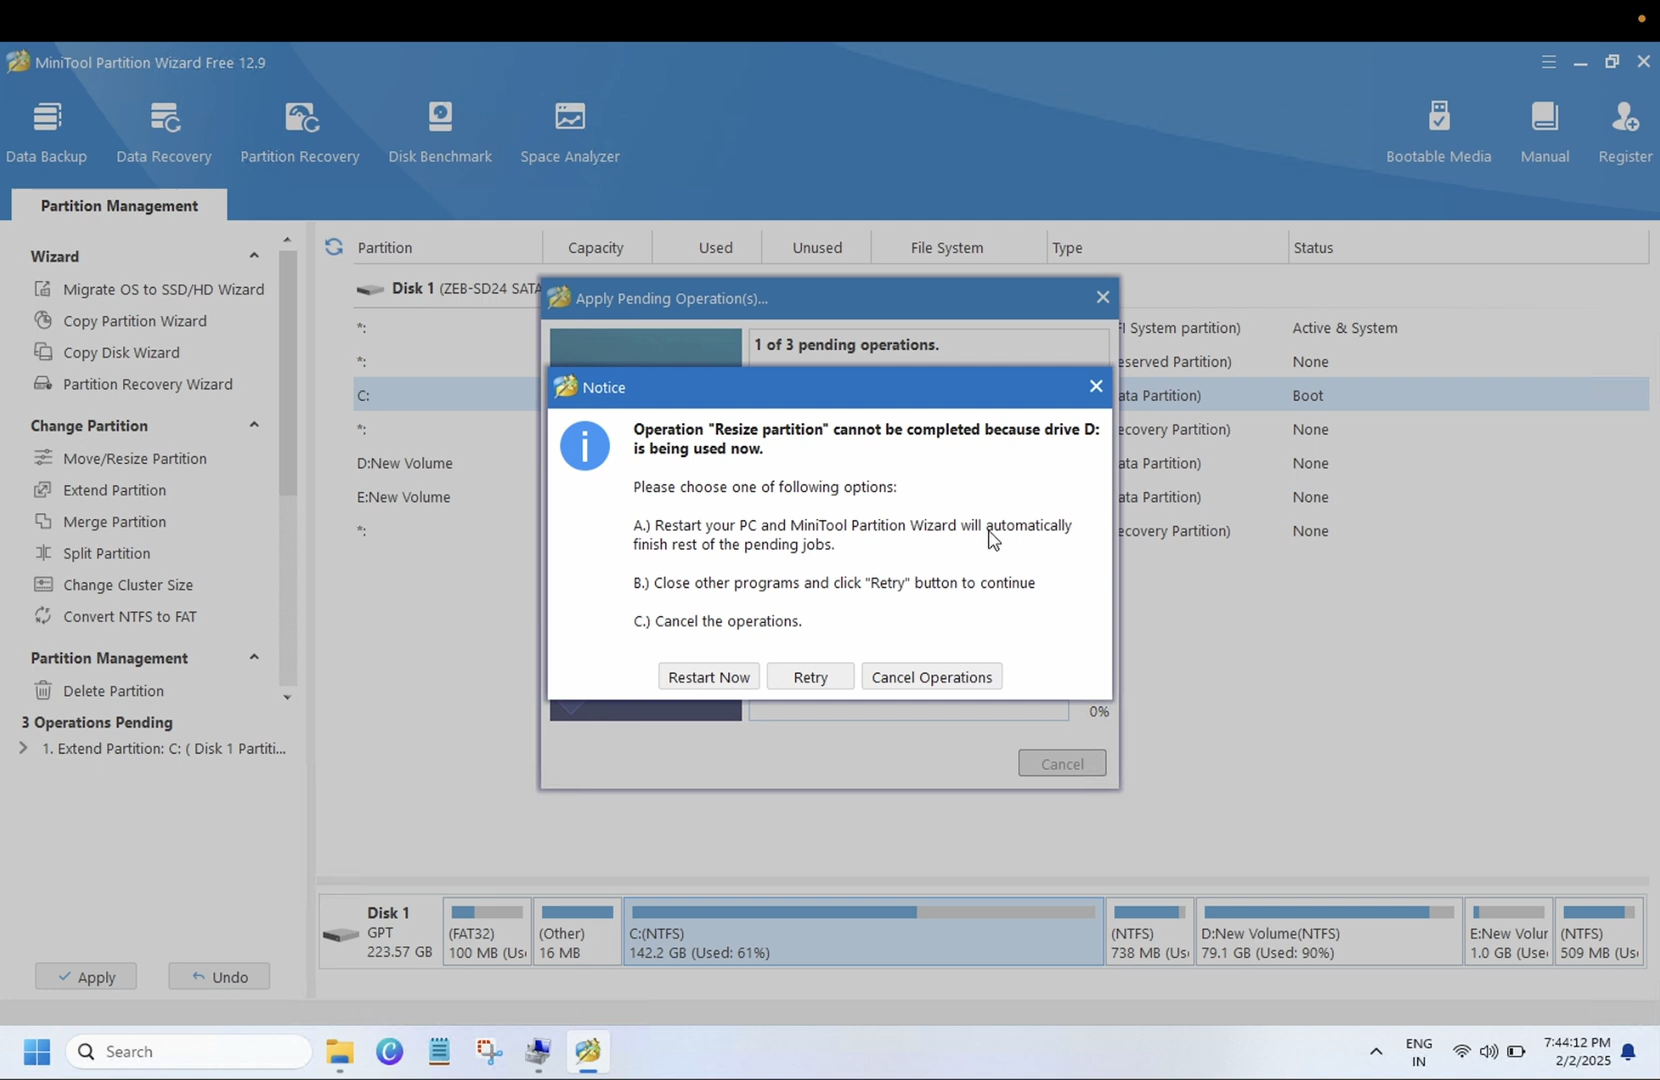 MiniTool Partition Wizard Free 12.9
Data Backup
Data Recovery
Partition Recovery
Disk Benchmark
Space Analyzer
Bootable Media
Manual
Register
Partition Management
Wizard
Migrate OS to SSD/HD Wizard
Copy Partition Wizard
Copy Disk Wizard
Partition Recovery Wizard
Change Partition
Move/Resize Partition
Extend Partition
Merge Partition
Split Partition
Change Cluster Size
Convert NTFS to FAT
Partition Management
Delete Partition
3 Operations Pending
1. Extend Partition: C: ( Disk 1 Partiti...
Apply
Undo
Partition Capacity Used Unused File System Type Status
Disk 1 (ZEB-SD24 SATA
*: System partition) Active & System
*: eserved Partition) None
C: ata Partition) Boot
*: ecovery Partition) None
D:New Volume ata Partition) None
E:New Volume ata Partition) None
*: ecovery Partition) None
Apply Pending Operation(s)...
1 of 3 pending operations.
Notice
Operation "Resize partition" cannot be completed because drive D:
is being used now.
Please choose one of following options:
A.) Restart your PC and MiniTool Partition Wizard will automatically
finish rest of the pending jobs.
B.) Close other programs and click "Retry" button to continue
C.) Cancel the operations.
Restart Now
Retry
Cancel Operations
0%
Cancel
Disk 1
GPT
223.57 GB
(FAT32)
100 MB (Us
(Other)
16 MB
C:(NTFS)
142.2 GB (Used: 61%)
(NTFS)
738 MB (Us
D:New Volume(NTFS)
79.1 GB (Used: 90%)
E:New Volur
1.0 GB (Use
(NTFS)
509 MB (Us
Search
ENG
IN
7:44:12 PM
2/2/2025